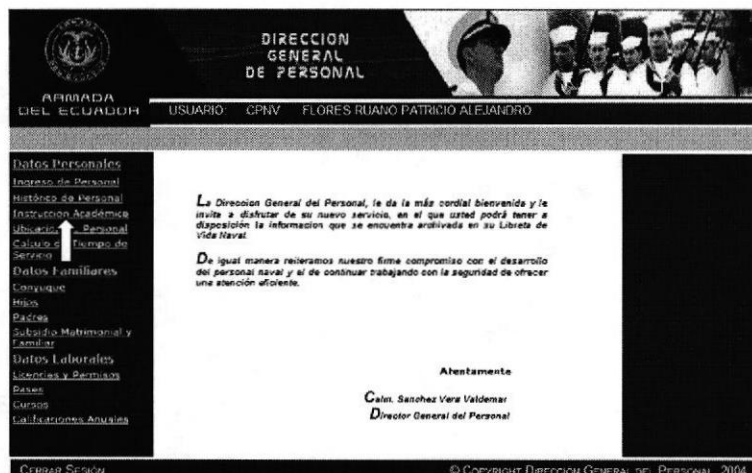 DIRECCION
GENERAL
DE PERSONAL
ARMADA
DEL ECUADOR
USUARIO: CPNV FLORES RUANO PATRICIO ALEJANDRO
Datos Personales
Ingreso de Personal
Histórico de Personal
Instrucción Académica
Personal
Calculo Tiempo de
Servicio
Datos Familiares
Conyugue
Hijos
Padres
Subsidio Matrimonial y
Familiar
Datos Laborales
Licencias y Permisos
Pases
Cursos
Calificaciones Anuales
La Direccion General del Personal, le da la más cordial bienvenida y le
invita a disfrutar de su nuevo servicio, en el que usted podrá tener a
disposición la informacion que se encuentra archivada en su Libreta de
Vida Naval.
De igual manera reiteramos nuestro firme compromiso con el desarrollo
del personal naval y el de continuar trabajando con la seguridad de ofrecer
una atención eficiente.
Atentamente
Calm. Sanchez Vera Valdemar
Director General del Personal
CERRAR SESIÓN
© COPYRIGHT DIRECCION GENERAL DEL PERSONAL 2004